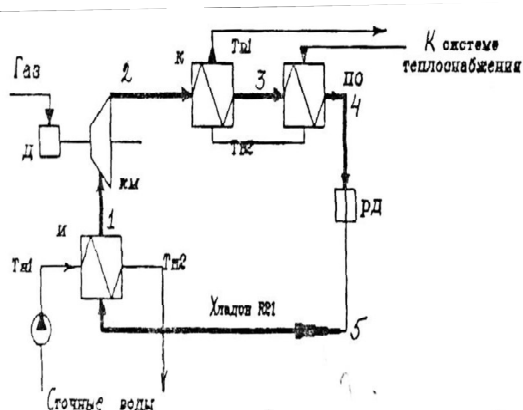 Газ
2
К
Тв1
3
К системе
теплоснабжения
ПО
4
Д
Тв2
КМ
РД
1
И
Тн1
Тн2
Хладон R21
5
Сточные воды